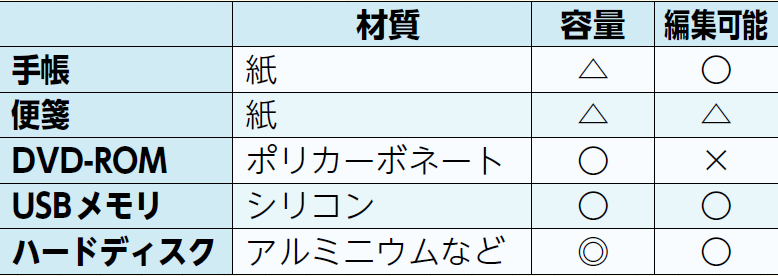 材質 容量 編集可能
手帳 紙 △ ○
便箋 紙 △ △
DVD-ROM ポリカーボネート ○ ×
USBメモリ シリコン ○ ○
ハードディスク アルミニウムなど ◎ ○